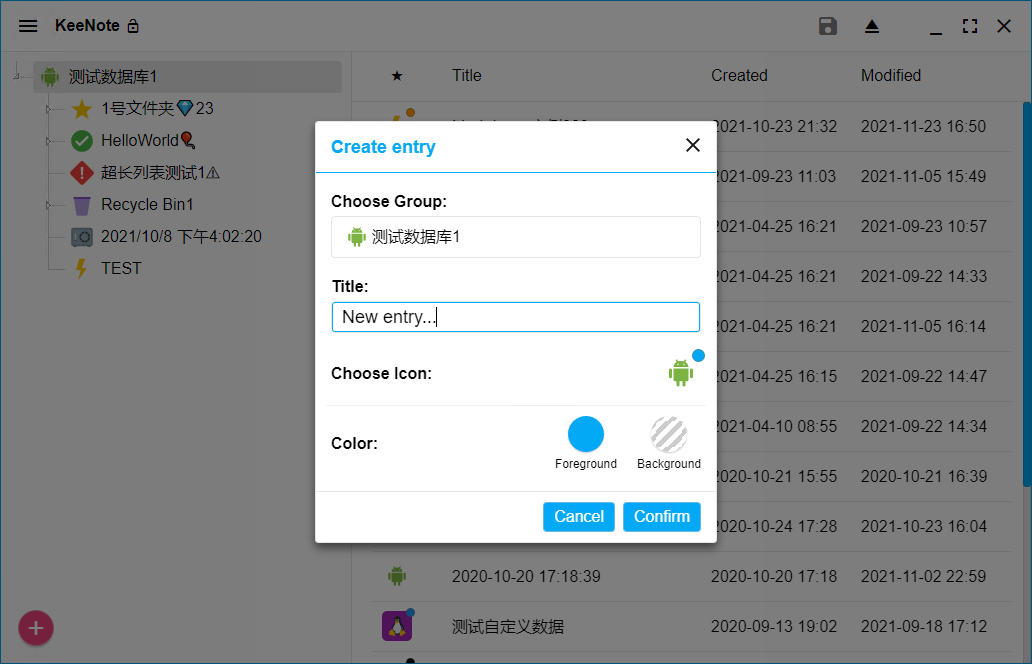 KeeNote
测试数据库1
1号文件夹💎23
HelloWorld🎈
超长列表测试1⚠
Recycle Bin1
2021/10/8 下午4:02:20
TEST
★ Title Created Modified
2021-10-23 21:32 2021-11-23 16:50
2021-09-23 11:03 2021-11-05 15:49
2021-04-25 16:21 2021-09-23 10:57
2021-04-25 16:21 2021-09-22 14:33
2021-04-25 16:21 2021-11-05 16:14
2021-04-25 16:15 2021-09-22 14:47
2021-04-10 08:55 2021-09-22 14:34
2020-10-21 15:55 2020-10-21 16:39
2020-10-24 17:28 2021-10-23 16:04
2020-10-20 17:18:39 2020-10-20 17:18 2021-11-02 22:59
测试自定义数据 2020-09-13 19:02 2021-09-18 17:12
Create entry
Choose Group:
测试数据库1
Title:
New entry...
Choose Icon:
Color:
Foreground Background
Cancel Confirm